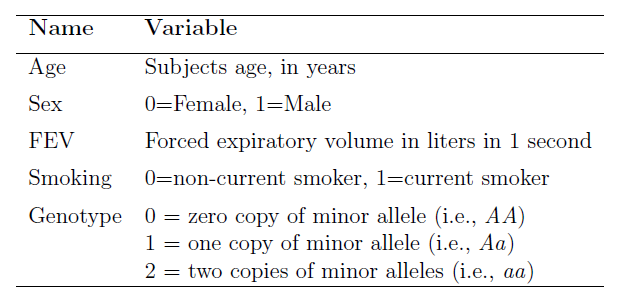 Name Variable
Age Subjects age, in years
Sex 0=Female, 1=Male
FEV Forced expiratory volume in liters in 1 second
Smoking 0=non-current smoker, 1=current smoker
Genotype 0 = zero copy of minor allele (i.e., AA)
1 = one copy of minor allele (i.e., Aa)
2 = two copies of minor alleles (i.e., aa)